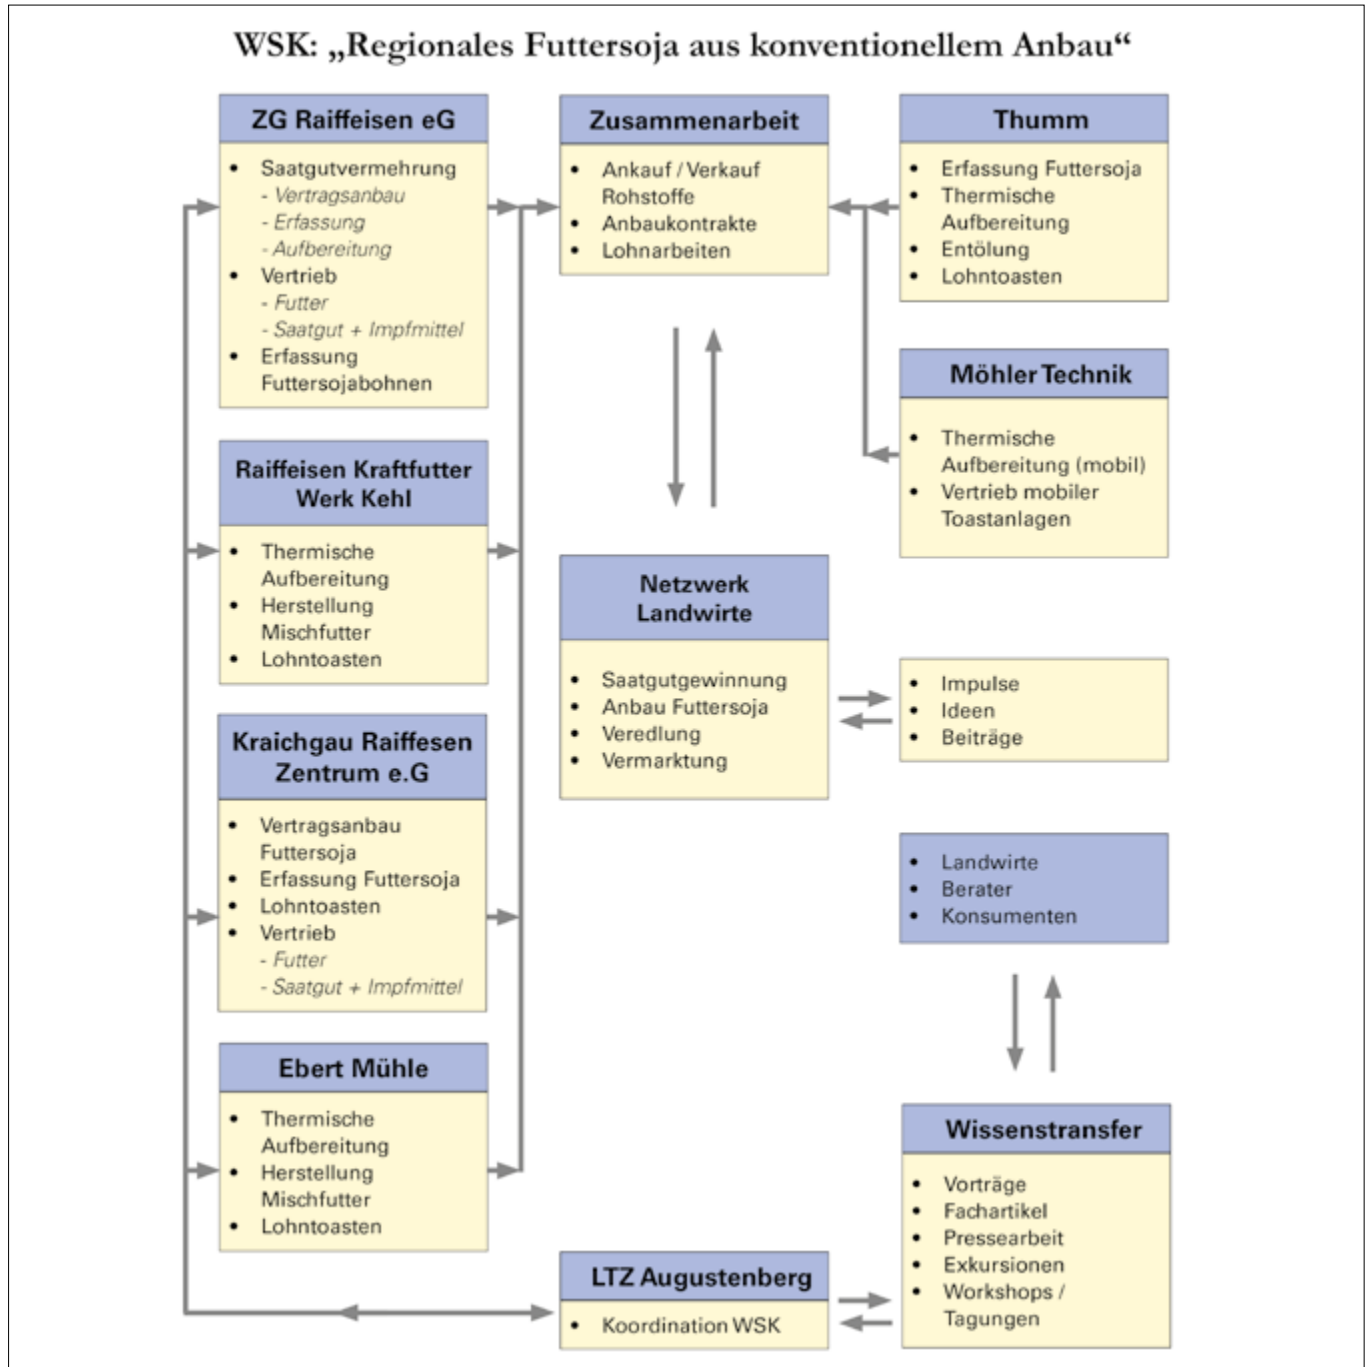 WSK: „Regionales Futtersoja aus konventionellem Anbau“
ZG Raiffeisen eG
• Saatgutvermehrung
- Vertragsanbau
- Erfassung
- Aufbereitung
• Vertrieb
- Futter
- Saatgut + Impfmittel
• Erfassung
Futtersojabohnen
Raiffeisen Kraftfutter
Werk Kehl
• Thermische
Aufbereitung
• Herstellung
Mischfutter
• Lohntoasten
Kraichgau Raiffesen
Zentrum e.G
• Vertragsanbau
Futtersoja
• Erfassung Futtersoja
• Lohntoasten
• Vertrieb
- Futter
- Saatgut + Impfmittel
Ebert Mühle
• Thermische
Aufbereitung
• Herstellung
Mischfutter
• Lohntoasten
Zusammenarbeit
• Ankauf / Verkauf
Rohstoffe
• Anbaukontrakte
• Lohnarbeiten
Netzwerk
Landwirte
• Saatgutgewinnung
• Anbau Futtersoja
• Veredlung
• Vermarktung
LTZ Augustenberg
• Koordination WSK
Thumm
• Erfassung Futtersoja
• Thermische
Aufbereitung
• Entölung
• Lohntoasten
Möhler Technik
• Thermische
Aufbereitung (mobil)
• Vertrieb mobiler
Toastanlagen
• Impulse
• Ideen
• Beiträge
• Landwirte
• Berater
• Konsumenten
Wissenstransfer
• Vorträge
• Fachartikel
• Pressearbeit
• Exkursionen
• Workshops /
Tagungen